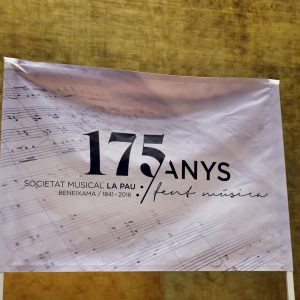 175 ANYS
SOCIETAT MUSICAL LA PAU
BENEIXAMA / 1841 - 2016
fent música